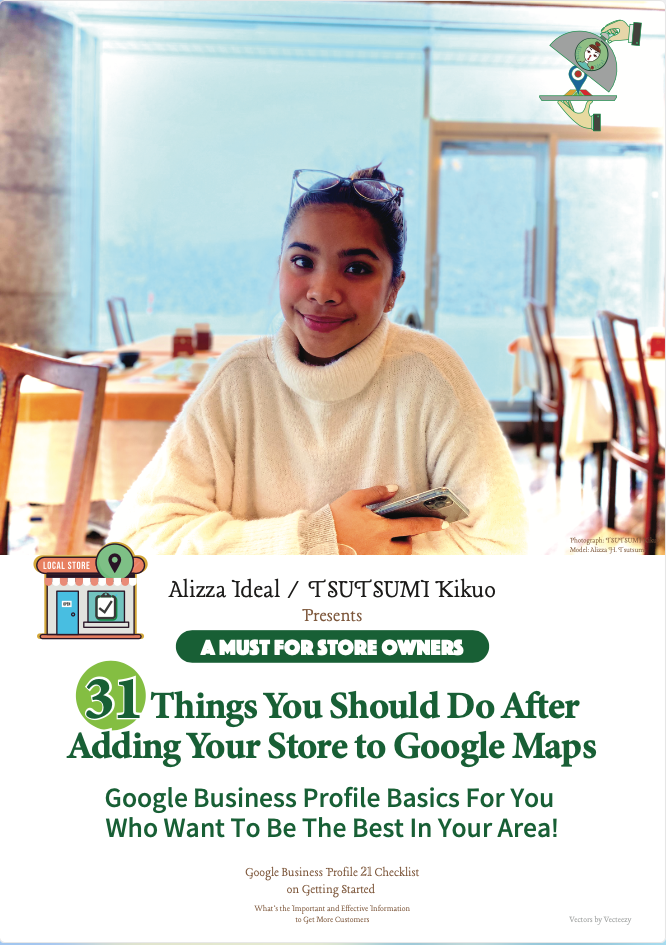 Photograph: TSUTSUMI
Model: Alizza H. Tsutsum
LOCAL STORE
OPEN
Alizza Ideal / TSUTSUMI Kikuo
Presents
A MUST FOR STORE OWNERS
31 Things You Should Do After
Adding Your Store to Google Maps
Google Business Profile Basics For You
Who Want To Be The Best In Your Area!
Google Business Profile 21 Checklist
on Getting Started
What's the Important and Effective Information
to Get More Customers
Vectors by Vecteezy